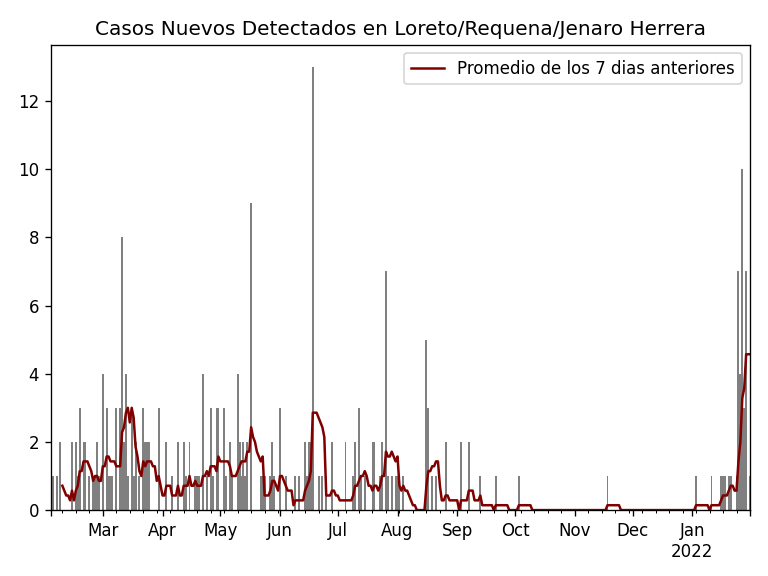 Casos Nuevos Detectados en Loreto/Requena/Jenaro Herrera
Promedio de los 7 dias anteriores
12
10
8
6
4
2
0
Mar Apr May Jun Jul Aug Sep Oct Nov Dec Jan
2022